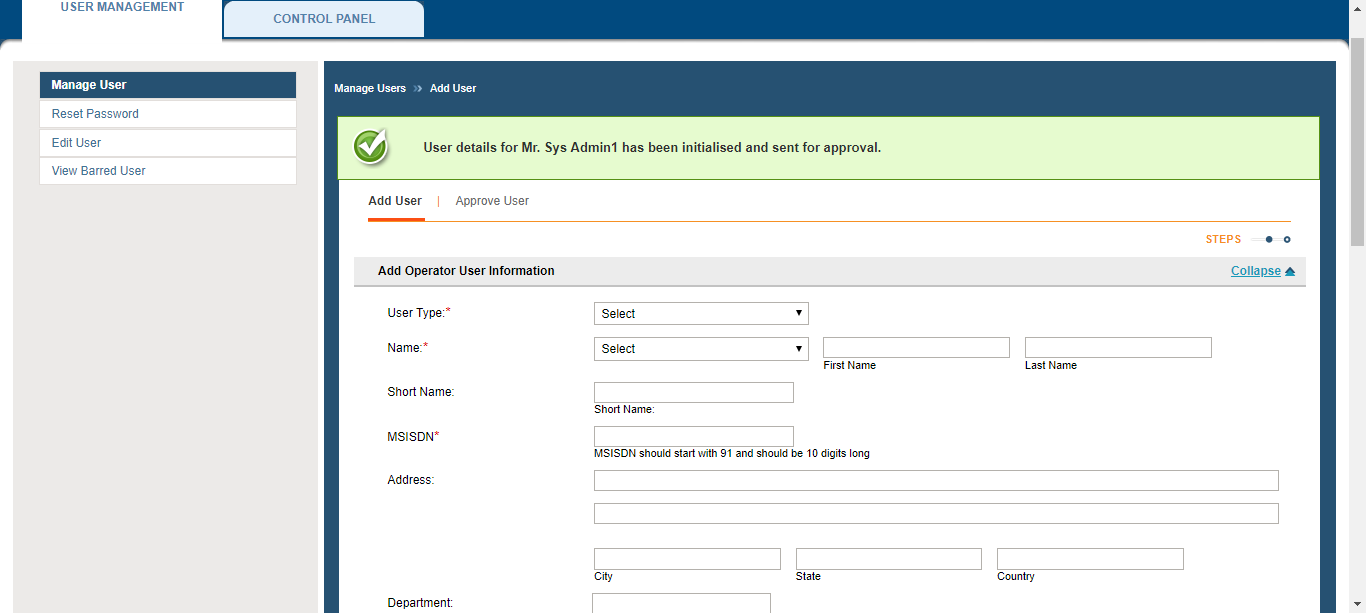 USER MANAGEMENT
CONTROL PANEL
Manage User
Reset Password
Edit User
View Barred User
Manage Users » Add User
User details for Mr. Sys Admin1 has been initialised and sent for approval.
Add User | Approve User
STEPS
Add Operator User Information Collapse
User Type:* Select
Name:* Select
First Name Last Name
Short Name:
Short Name:
MSISDN*
MSISDN should start with 91 and should be 10 digits long
Address:
City State Country
Department: